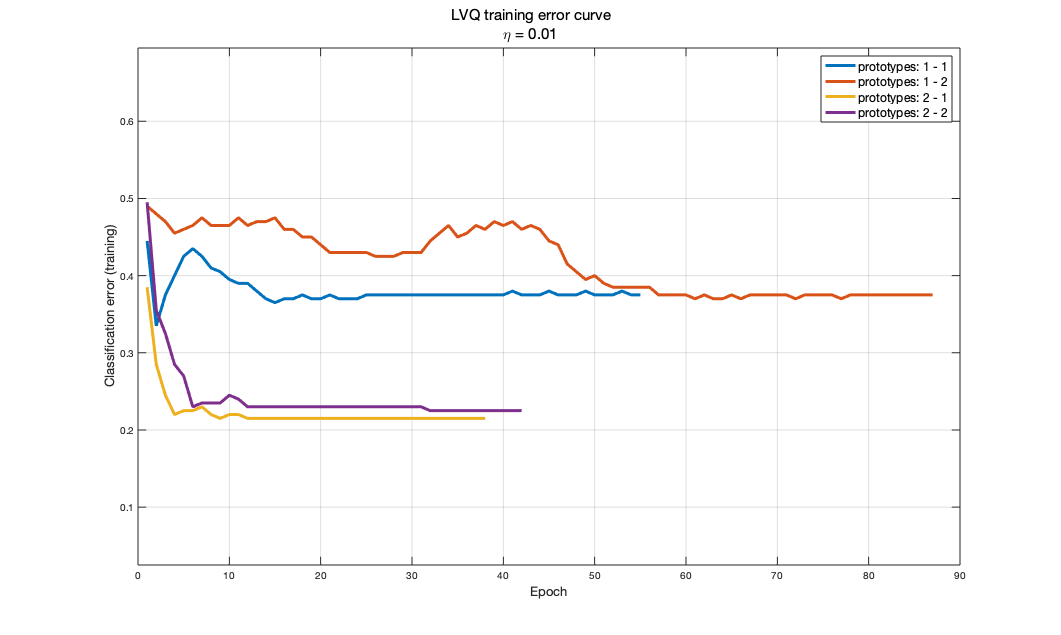 LVQ training error curve
η = 0.01
prototypes: 1 - 1
prototypes: 1 - 2
prototypes: 2 - 1
prototypes: 2 - 2
Classification error (training)
0.6
0.5
0.4
0.3
0.2
0.1
0 10 20 30 40 50 60 70 80 90
Epoch